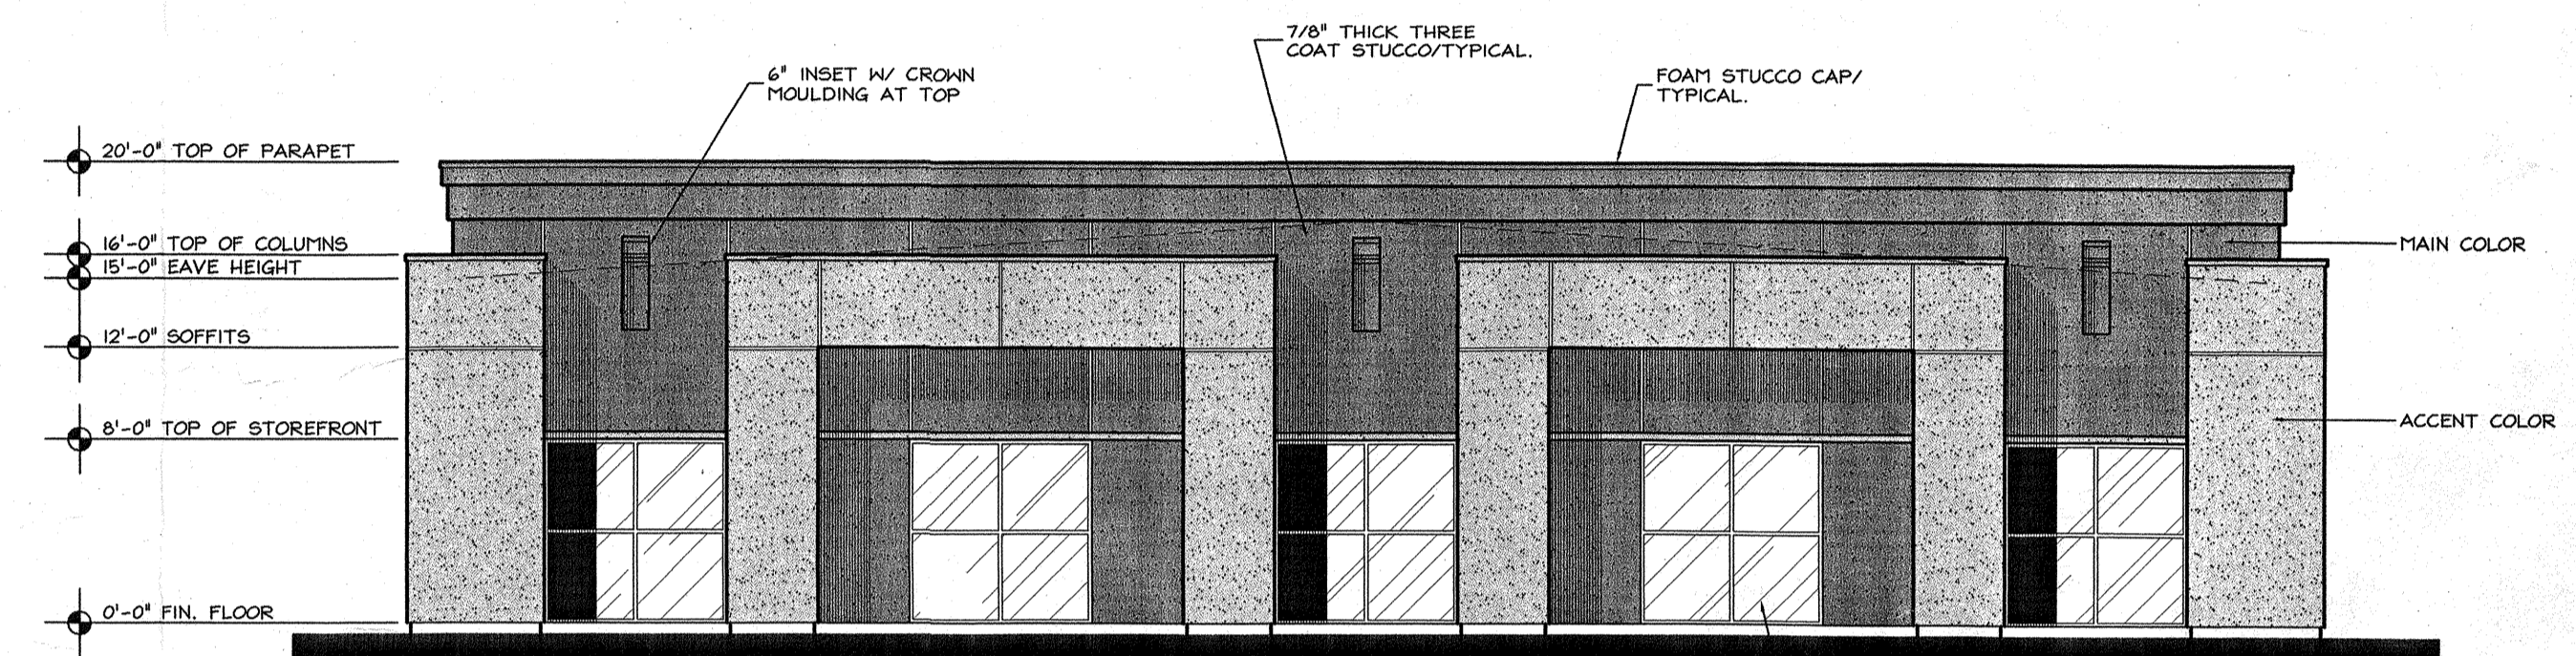 7/8" THICK THREE
COAT STUCCO/TYPICAL.
6" INSET W/ CROWN
MOULDING AT TOP
FOAM STUCCO CAP/
TYPICAL.
20'-0" TOP OF PARAPET
16'-0" TOP OF COLUMNS
15'-0" EAVE HEIGHT
12'-0" SOFFITS
8'-0" TOP OF STOREFRONT
0'-0" FIN. FLOOR
MAIN COLOR
ACCENT COLOR